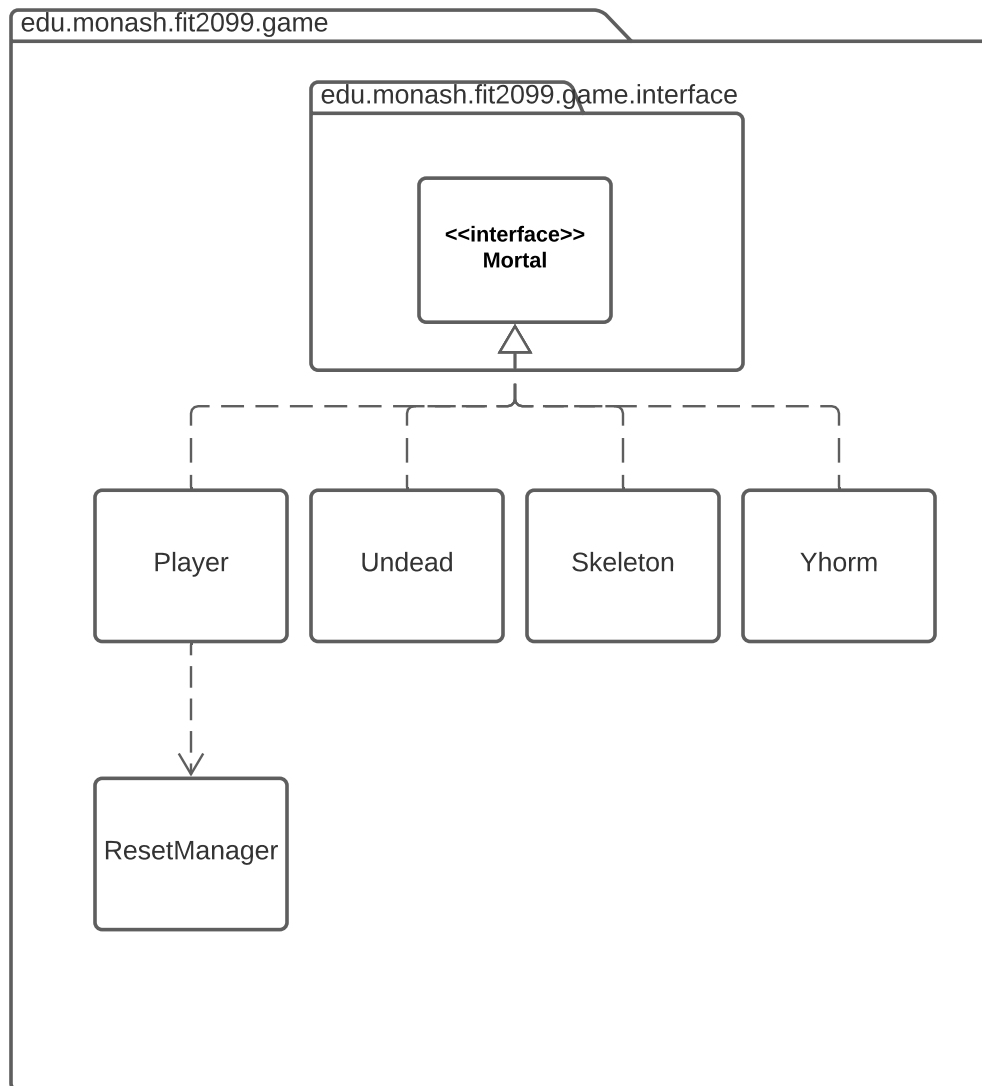 edu.monash.fit2099.game
edu.monash.fit2099.game.interface
<<interface>>
Mortal
Player
Undead
Skeleton
Yhorm
ResetManager